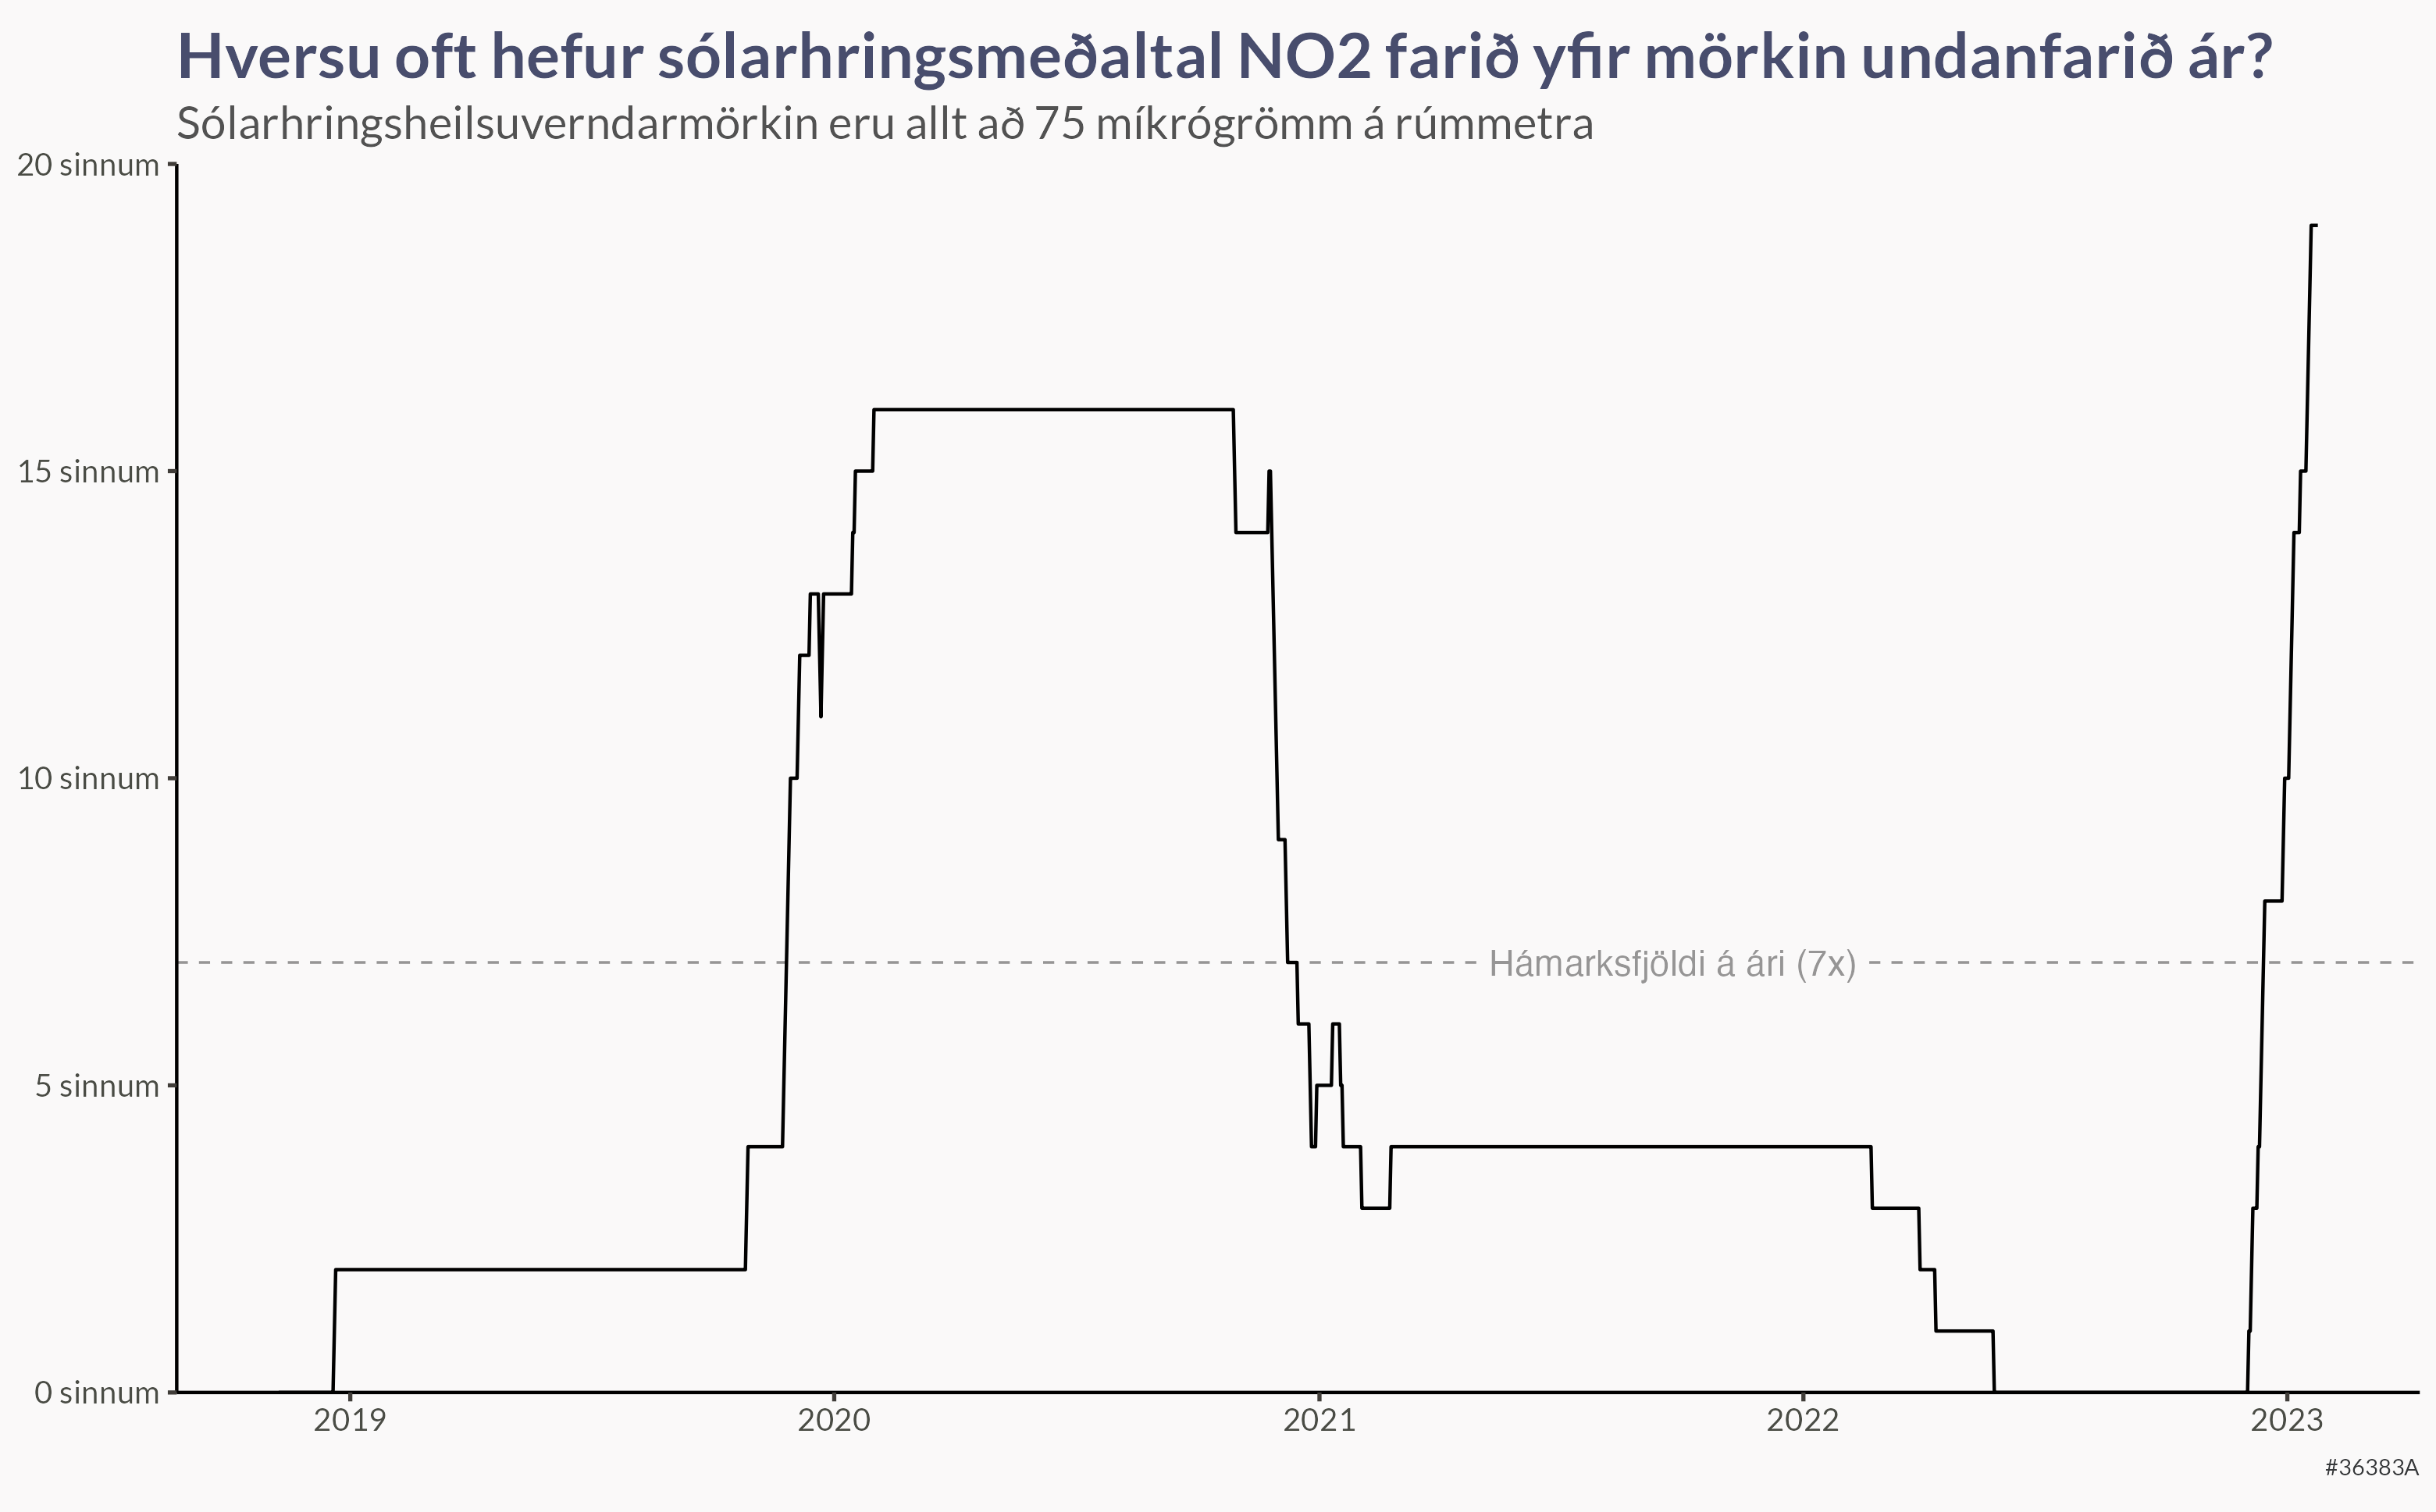 Hversu oft hefur sólarhringsmeðaltal NO2 farið yfir mörkin undanfarið ár?
Sólarhringsheilsuverndarmörkin eru allt að 75 míkrógrömm á rúmmetra
20 sinnum
15 sinnum
10 sinnum
Hámarksfjöldi á ári (7x)
5 sinnum
0 sinnum
2019 2020 2021 2022 2023
#36383A